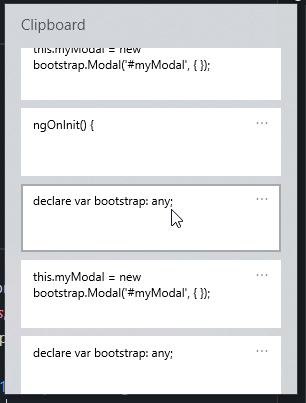 Clipboard
this.myModal = new
bootstrap.Modal('#myModal', { });
ngOnInit() {
declare var bootstrap: any;
this.myModal = new
bootstrap.Modal('#myModal', { });
declare var bootstrap: any;